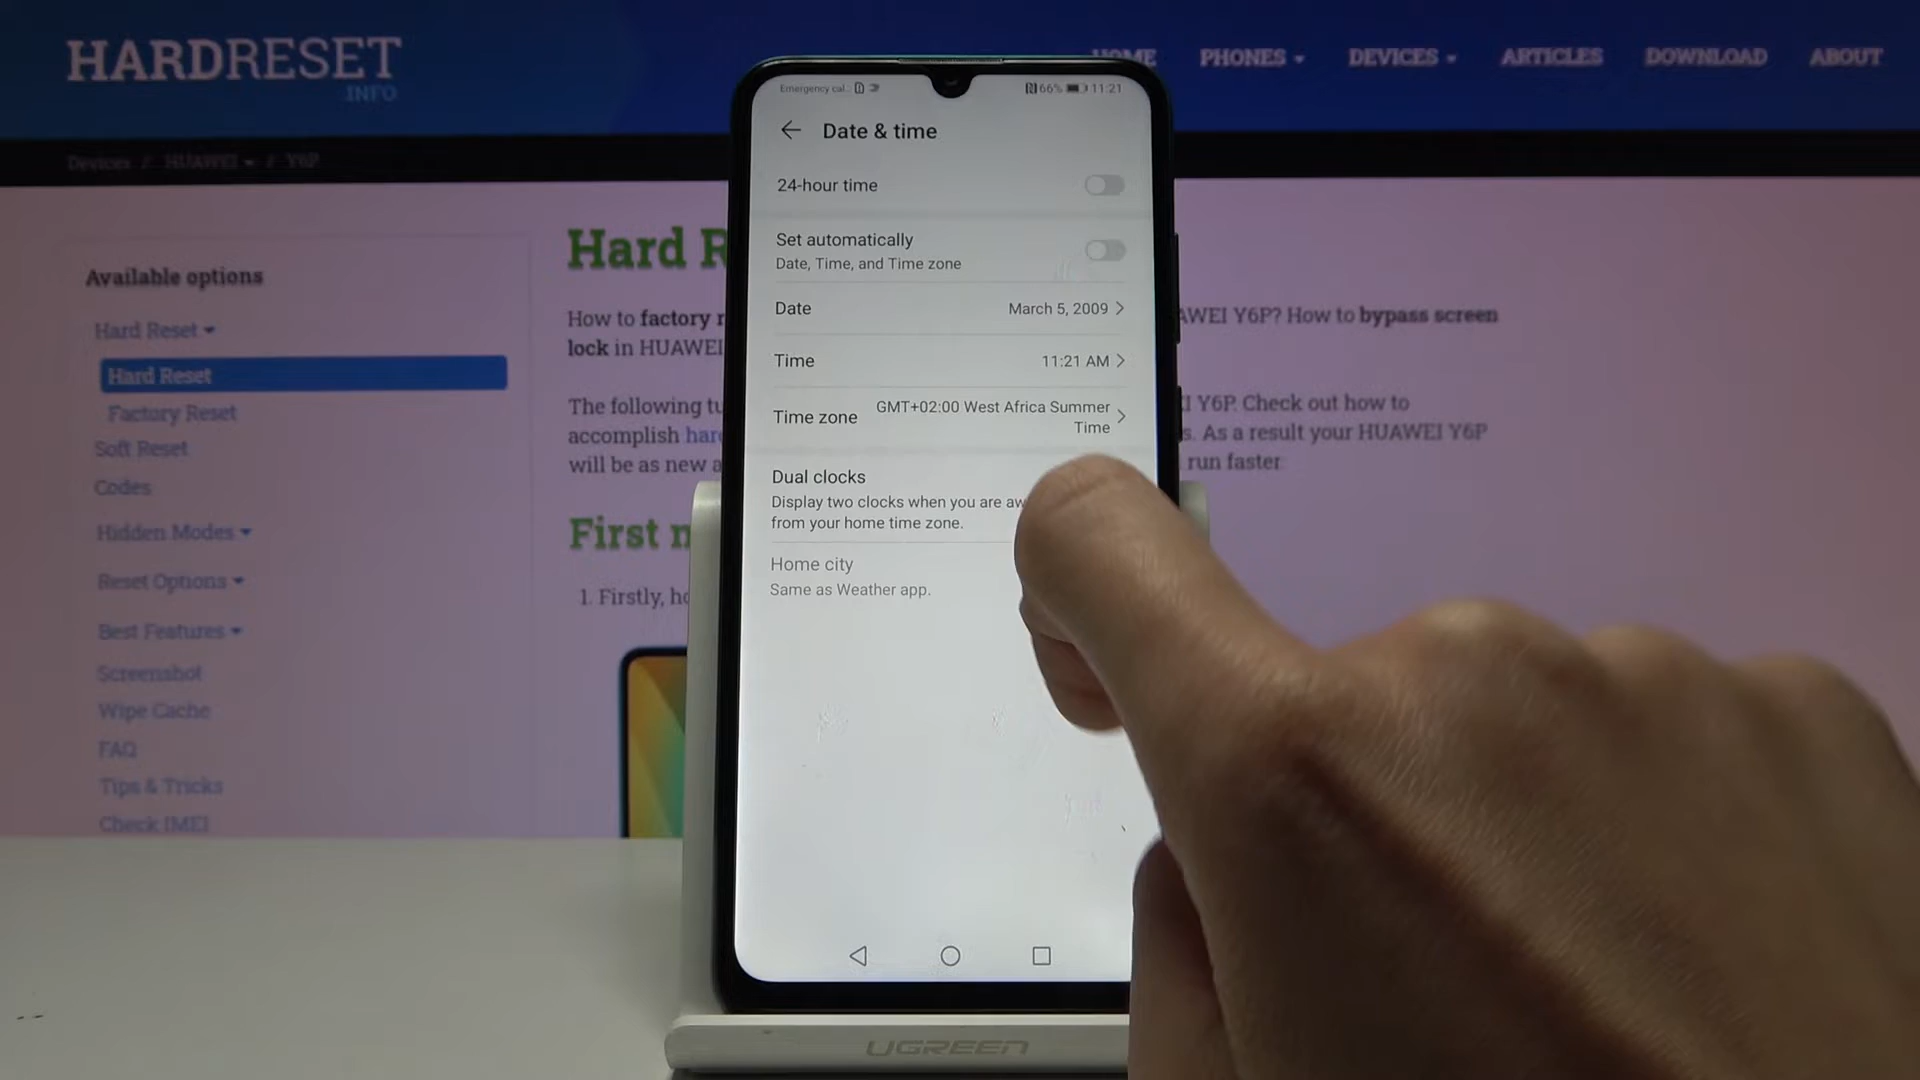 HARDRESET
.INFO
HOME
PHONES
DEVICES
ARTICLES
DOWNLOAD
ABOUT
Devices / HUAWEI / Y6P
Available options
Hard Reset
Hard Reset
Factory Reset
Soft Reset
Codes
Hidden Modes
Reset Options
Best Features
Screenshot
Wipe Cache
FAQ
Tips & Tricks
Check IMEI
Hard R
How to factory r
lock in HUAWEI
The following tu
accomplish hard
will be as new a
First m
1. Firstly, ho
AWEI Y6P? How to bypass screen
I Y6P. Check out how to
s. As a result your HUAWEI Y6P
run faster.
Emergency cal..
66% 11:21
Date & time
24-hour time
Set automatically
Date, Time, and Time zone
Date March 5, 2009
Time 11:21 AM
Time zone GMT+02:00 West Africa Summer
Time
Dual clocks
Display two clocks when you are aw
from your home time zone.
Home city
Same as Weather app.
UGREEN